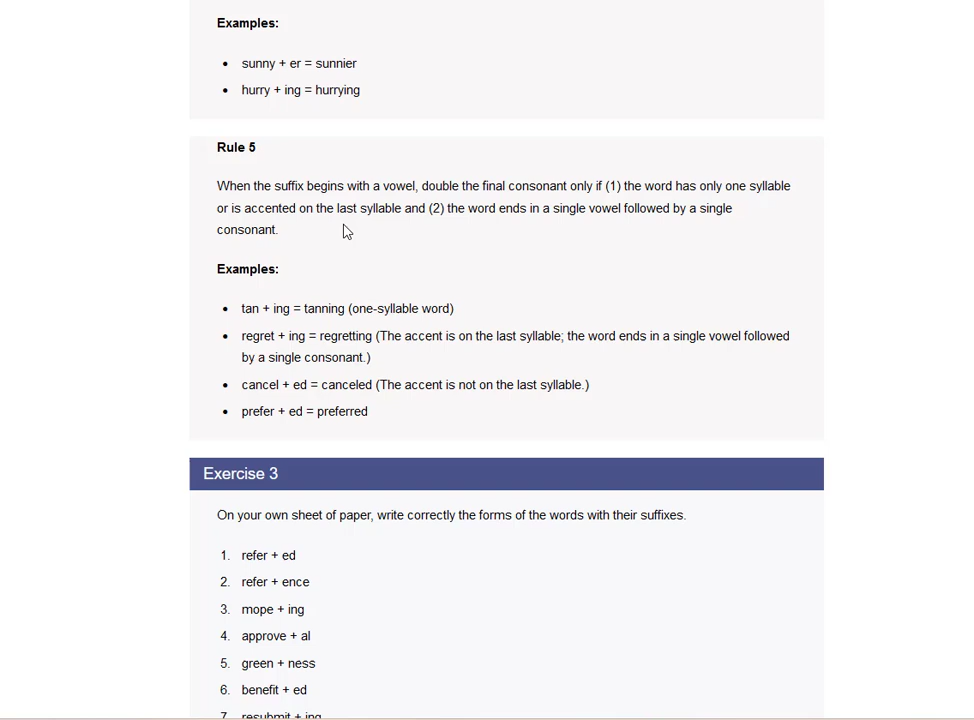 Examples:
• sunny + er = sunnier
• hurry + ing = hurrying
Rule 5
When the suffix begins with a vowel, double the final consonant only if (1) the word has only one syllable
or is accented on the last syllable and (2) the word ends in a single vowel followed by a single
consonant.
Examples:
• tan + ing = tanning (one-syllable word)
• regret + ing = regretting (The accent is on the last syllable; the word ends in a single vowel followed
by a single consonant.)
• cancel + ed = canceled (The accent is not on the last syllable.)
• prefer + ed = preferred
Exercise 3
On your own sheet of paper, write correctly the forms of the words with their suffixes.
1. refer + ed
2. refer + ence
3. mope + ing
4. approve + al
5. green + ness
6. benefit + ed
7. resubmit + ing